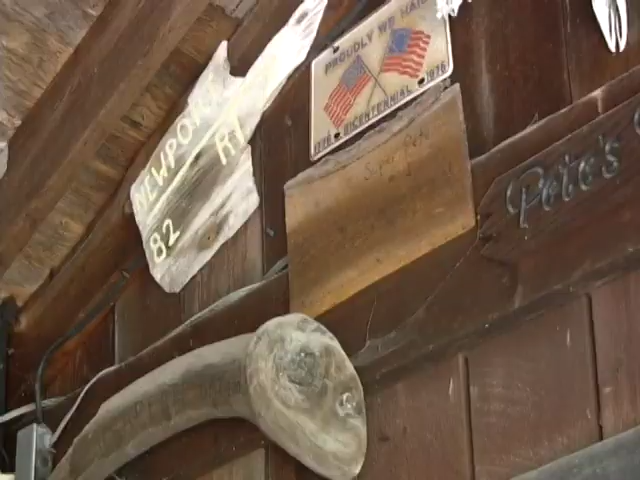 NEWPORT
RI
82
PROUDLY WE HAIL
1776 BICENTENNIAL 1976
Pete's